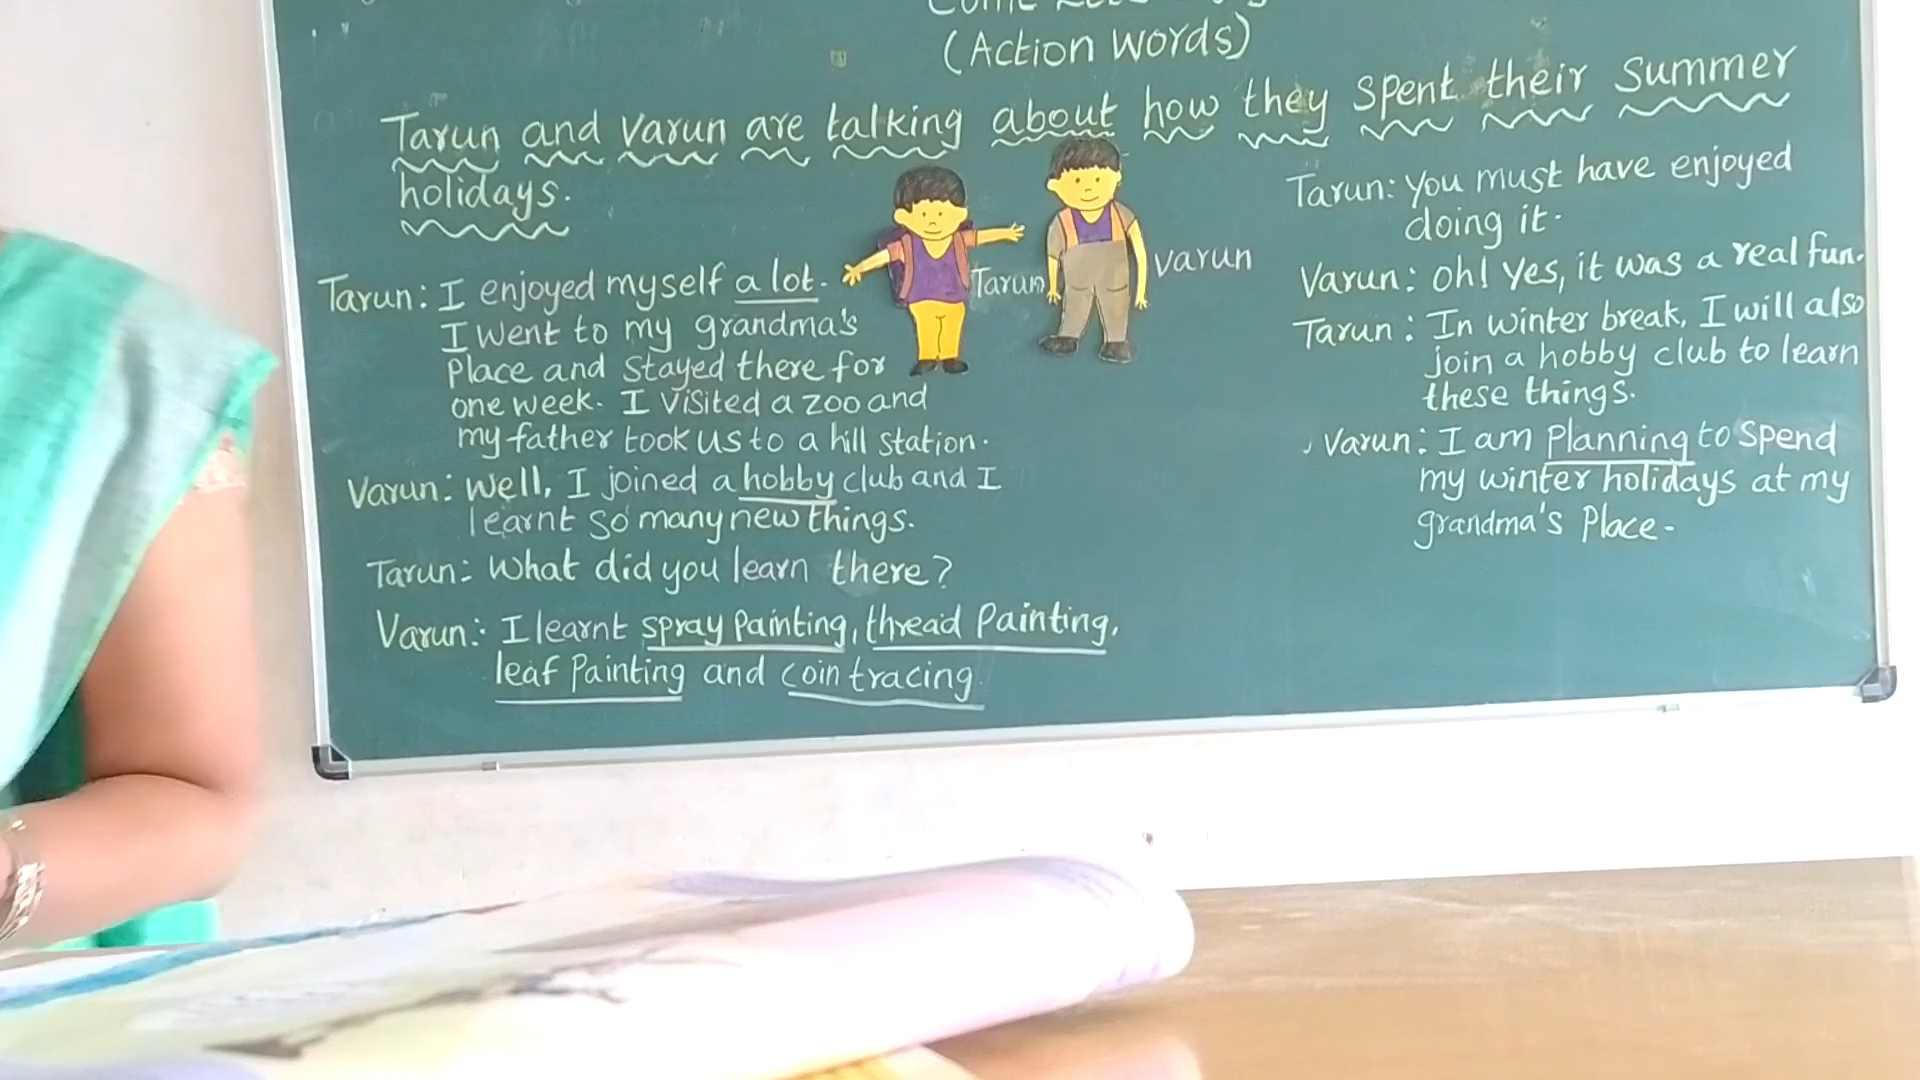 (Action Words)
Tarun and Varun are talking about how they spent their summer
holidays.
Tarun
Varun
Tarun: I enjoyed myself a lot.
I went to my grandma's
place and stayed there for
one week. I visited a zoo and
my father took us to a hill station.
Varun: Well, I joined a hobby club and I
learnt so many new things.
Tarun: What did you learn there?
Varun: I learnt spray painting, thread painting,
leaf painting and coin tracing.
Tarun: You must have enjoyed
doing it.
Varun: Oh! Yes, it was a real fun.
Tarun: In winter break, I will also
join a hobby club to learn
these things.
Varun: I am planning to spend
my winter holidays at my
grandma's place.